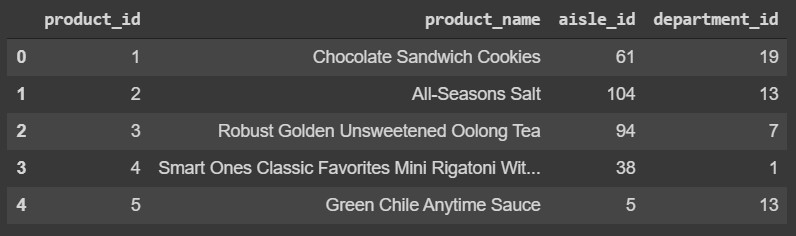 product_id product_name aisle_id department_id
0 1 Chocolate Sandwich Cookies 61 19
1 2 All-Seasons Salt 104 13
2 3 Robust Golden Unsweetened Oolong Tea 94 7
3 4 Smart Ones Classic Favorites Mini Rigatoni Wit... 38 1
4 5 Green Chile Anytime Sauce 5 13